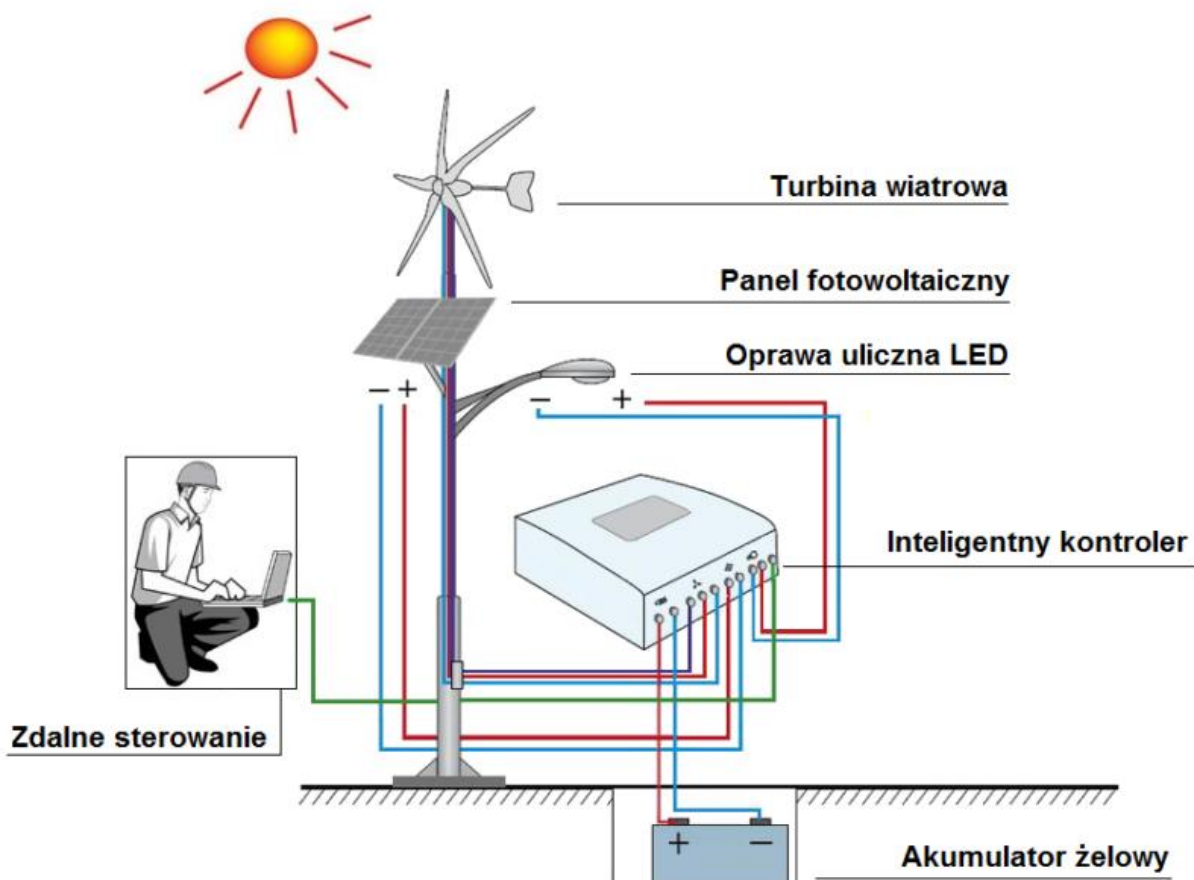 Turbina wiatrowa
Panel fotowoltaiczny
Oprawa uliczna LED
− +
− +
Inteligentny kontroler
Zdalne sterowanie
+ −
Akumulator żelowy